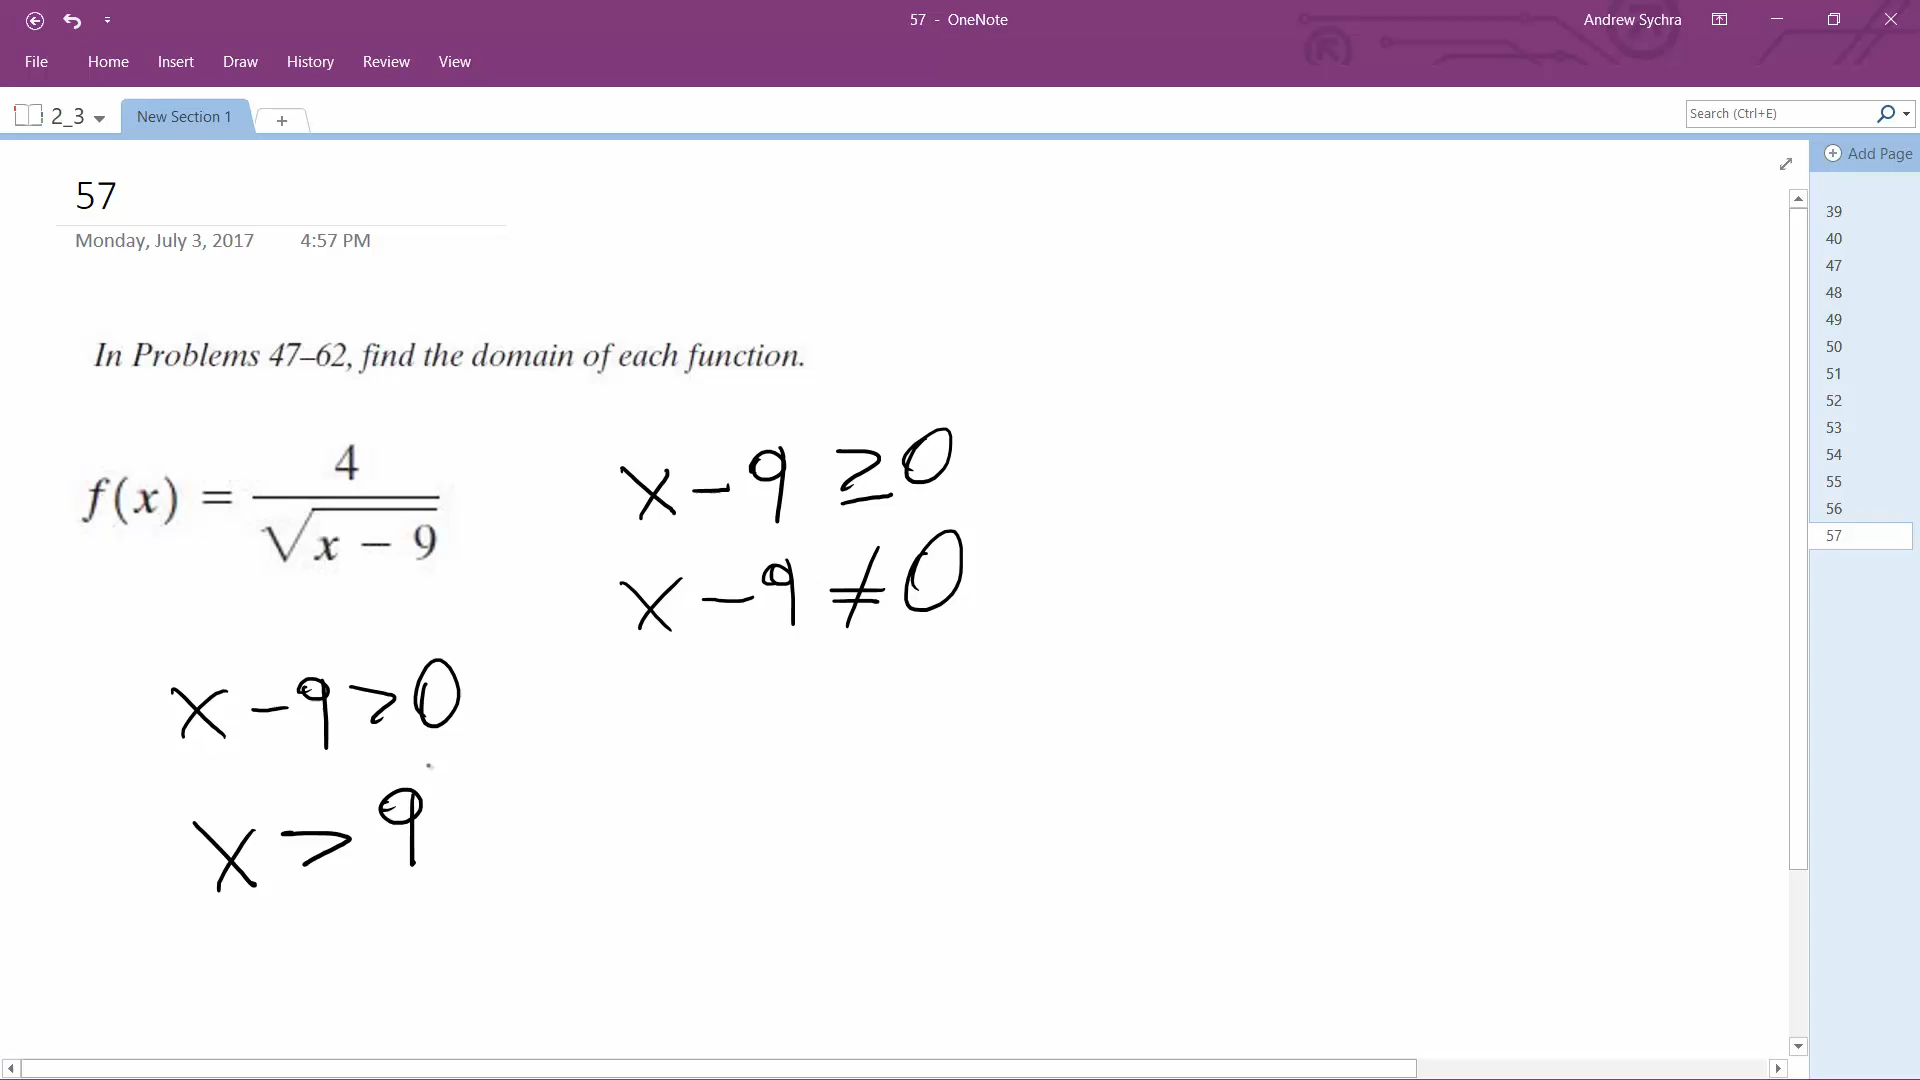 57 - OneNote
Andrew Sychra
File Home Insert Draw History Review View
2_3
New Section 1
+
Search (Ctrl+E)
Add Page
57
Monday, July 3, 2017 4:57 PM
In Problems 47–62, find the domain of each function.
f(x) = 4 / √(x − 9)
x - 9 ≥ 0
x - 9 ≠ 0
x - 9 > 0
x > 9
39
40
47
48
49
50
51
52
53
54
55
56
57